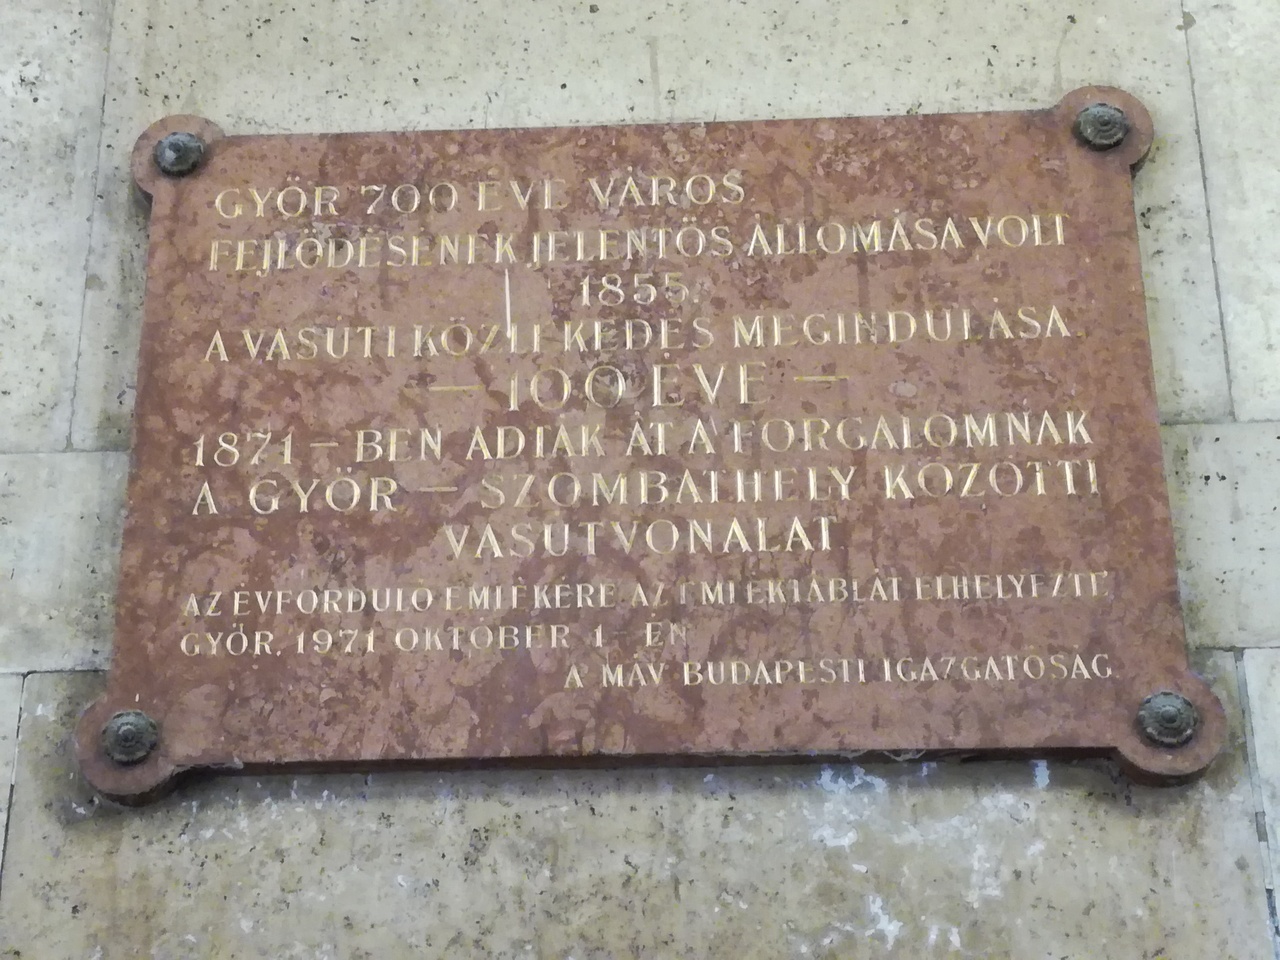 GYŐR 700 ÉVE VÁROS
FEJLŐDÉSÉNEK JELENTŐS ÁLLOMÁSA VOLT
1855.
A VASÚTI KÖZLEKEDÉS MEGINDULÁSA
— 100 ÉVE —
1871 – BEN ADTÁK ÁT A FORGALOMNAK
A GYŐR – SZOMBATHELY KÖZÖTTI
VASÚTVONALAT
AZ ÉVFORDULÓ EMLÉKÉRE AZ EMLÉKTÁBLÁT ELHELYEZTE
GYŐR, 1971 OKTÓBER 1 – ÉN
A MÁV BUDAPESTI IGAZGATÓSÁG